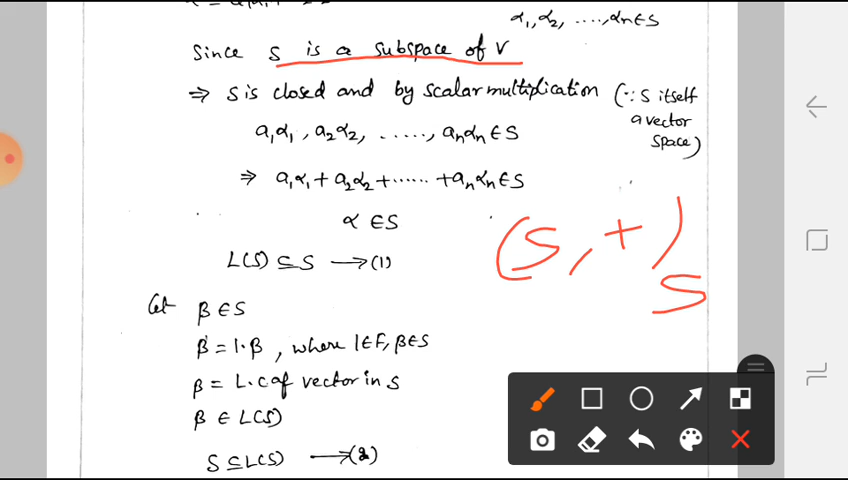 α₁, α₂, ....., αn ∈ S
Since S is a subspace of V
⇒ S is closed and by scalar multiplication (∵ S itself
a vector
space)
a₁α₁, a₂α₂, ......, anαn ∈ S
⇒ a₁α₁ + a₂α₂ + ...... + anαn ∈ S
α ∈ S
(S, +)
S
L(S) ⊆ S → (1)
Let β ∈ S
β = 1·β, where 1 ∈ F, β ∈ S
β = L.C of vector in S
β ∈ L(S)
S ⊆ L(S) → (2)